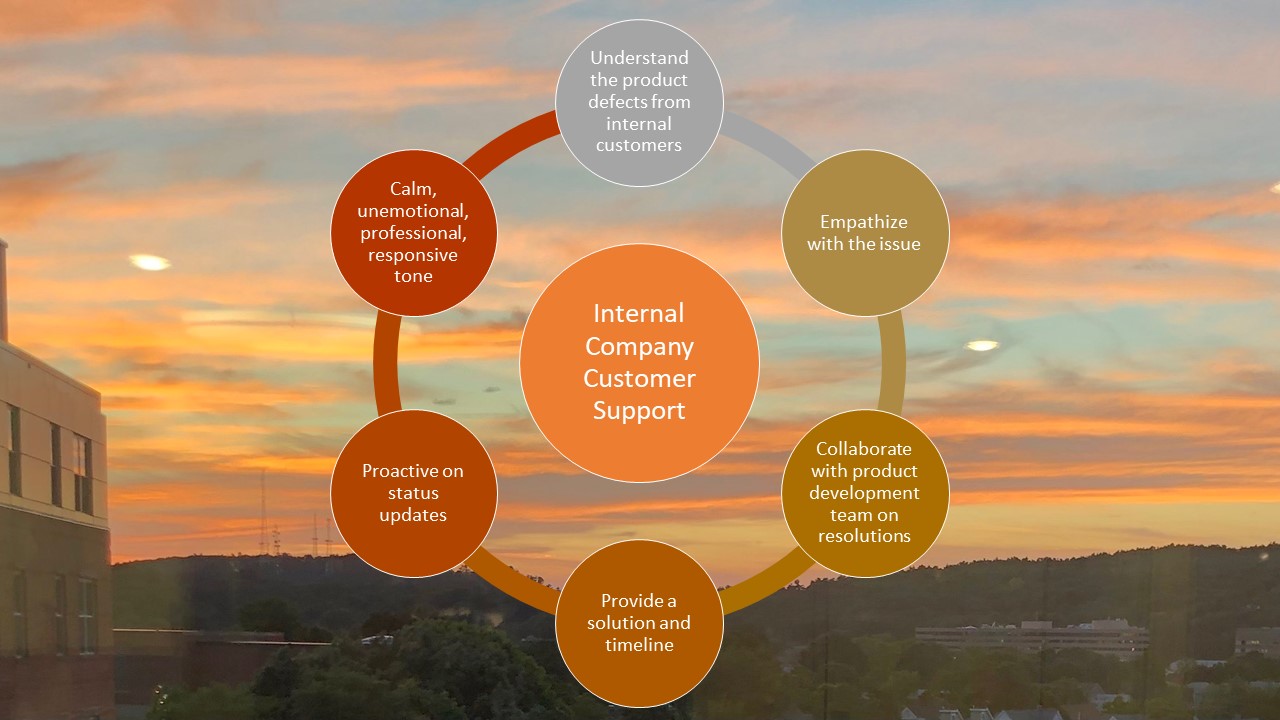 Understand
the product
defects from
internal
customers
Empathize
with the issue
Collaborate
with product
development
team on
resolutions
Provide a
solution and
timeline
Proactive on
status
updates
Calm,
unemotional,
professional,
responsive
tone
Internal
Company
Customer
Support